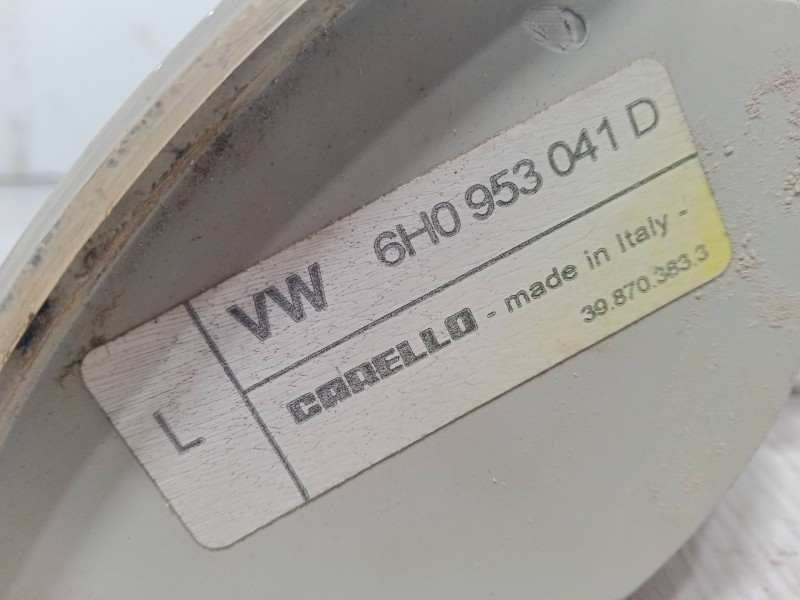 VW 6H0 953 041 D
L
CARELLO - made in Italy -
39.870.383.3